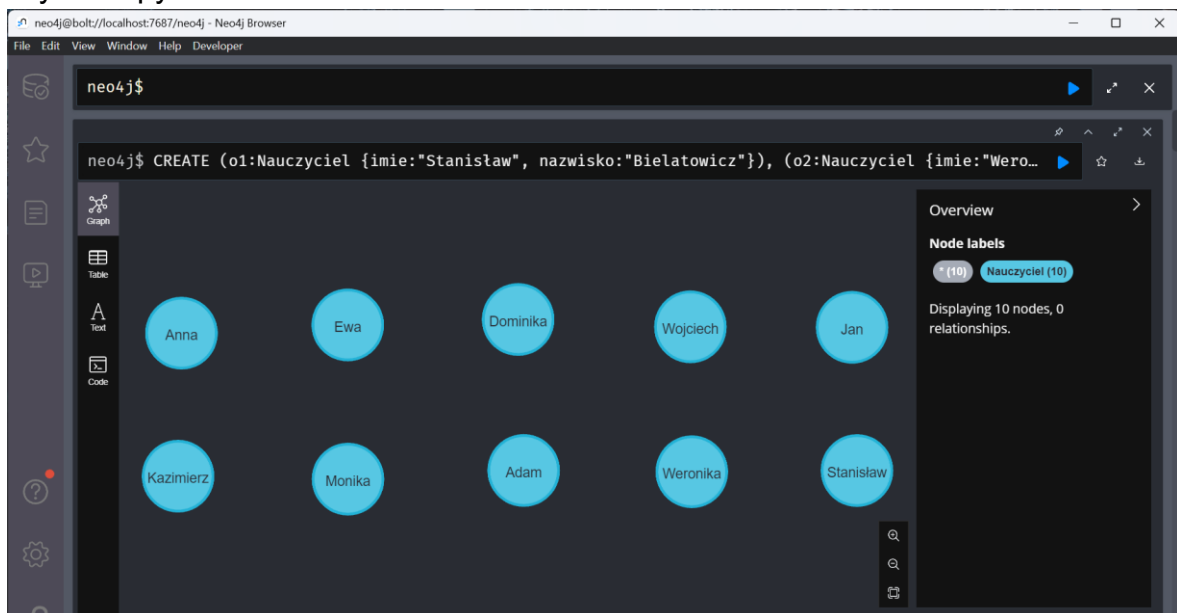 neo4j@bolt://localhost:7687/neo4j - Neo4j Browser
File Edit View Window Help Developer
neo4j$
neo4j$ CREATE (o1:Nauczyciel {imie:"Stanisław", nazwisko:"Bielatowicz"}), (o2:Nauczyciel {imie:"Wero…
Graph
Table
Text
Code
Anna
Ewa
Dominika
Wojciech
Jan
Kazimierz
Monika
Adam
Weronika
Stanisław
Overview
Node labels
* (10) Nauczyciel (10)
Displaying 10 nodes, 0
relationships.